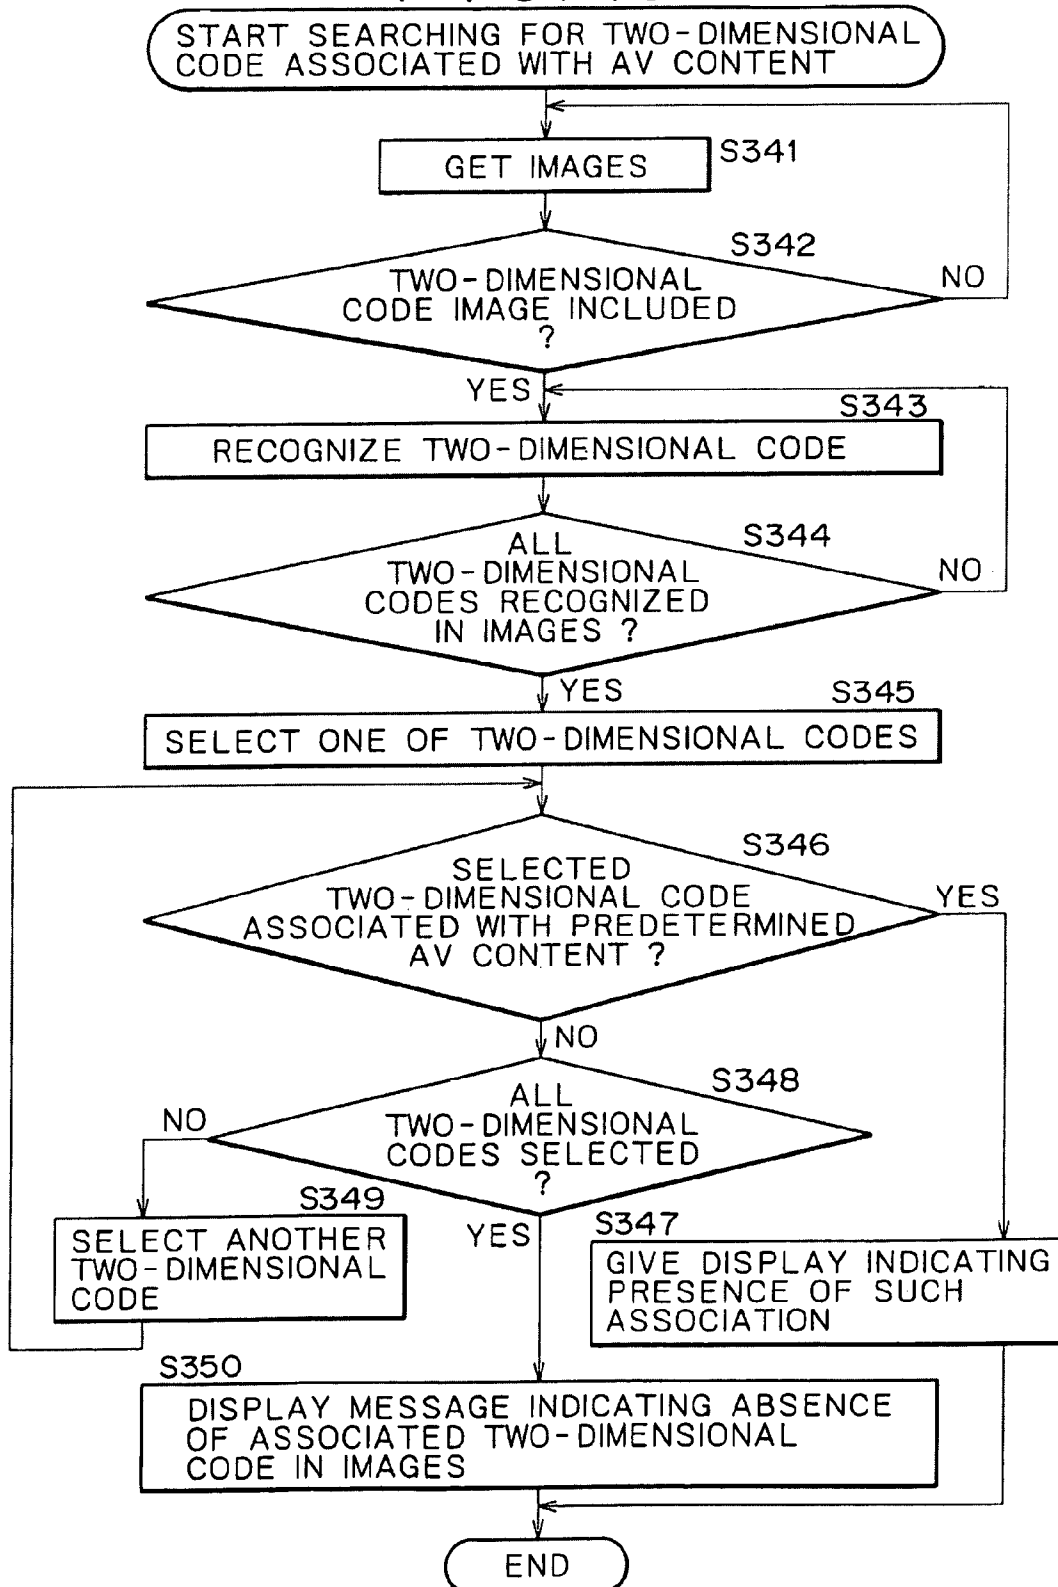 START SEARCHING FOR TWO-DIMENSIONAL
CODE ASSOCIATED WITH AV CONTENT
GET IMAGES
S341
S342
TWO-DIMENSIONAL
CODE IMAGE INCLUDED
?
NO
YES
S343
RECOGNIZE TWO-DIMENSIONAL CODE
S344
ALL
TWO-DIMENSIONAL
CODES RECOGNIZED
IN IMAGES ?
NO
YES
S345
SELECT ONE OF TWO-DIMENSIONAL CODES
S346
SELECTED
TWO-DIMENSIONAL CODE
ASSOCIATED WITH PREDETERMINED
AV CONTENT ?
YES
NO
S348
ALL
TWO-DIMENSIONAL
CODES SELECTED
?
NO
YES
S349
SELECT ANOTHER
TWO-DIMENSIONAL
CODE
S347
GIVE DISPLAY INDICATING
PRESENCE OF SUCH
ASSOCIATION
S350
DISPLAY MESSAGE INDICATING ABSENCE
OF ASSOCIATED TWO-DIMENSIONAL
CODE IN IMAGES
END